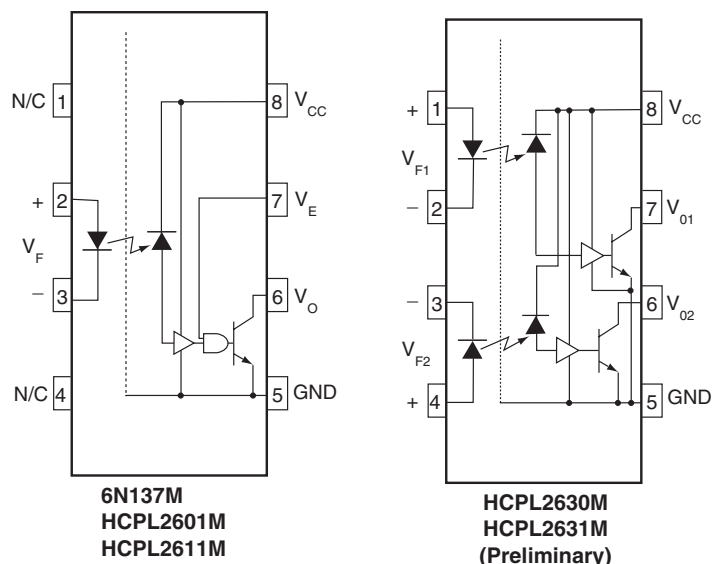 N/C 1
8 V_CC
+ 2
7 V_E
V_F
− 3
6 V_O
N/C 4
5 GND
6N137M
HCPL2601M
HCPL2611M
+ 1
8 V_CC
V_F1
− 2
7 V_01
− 3
6 V_02
V_F2
+ 4
5 GND
HCPL2630M
HCPL2631M
(Preliminary)